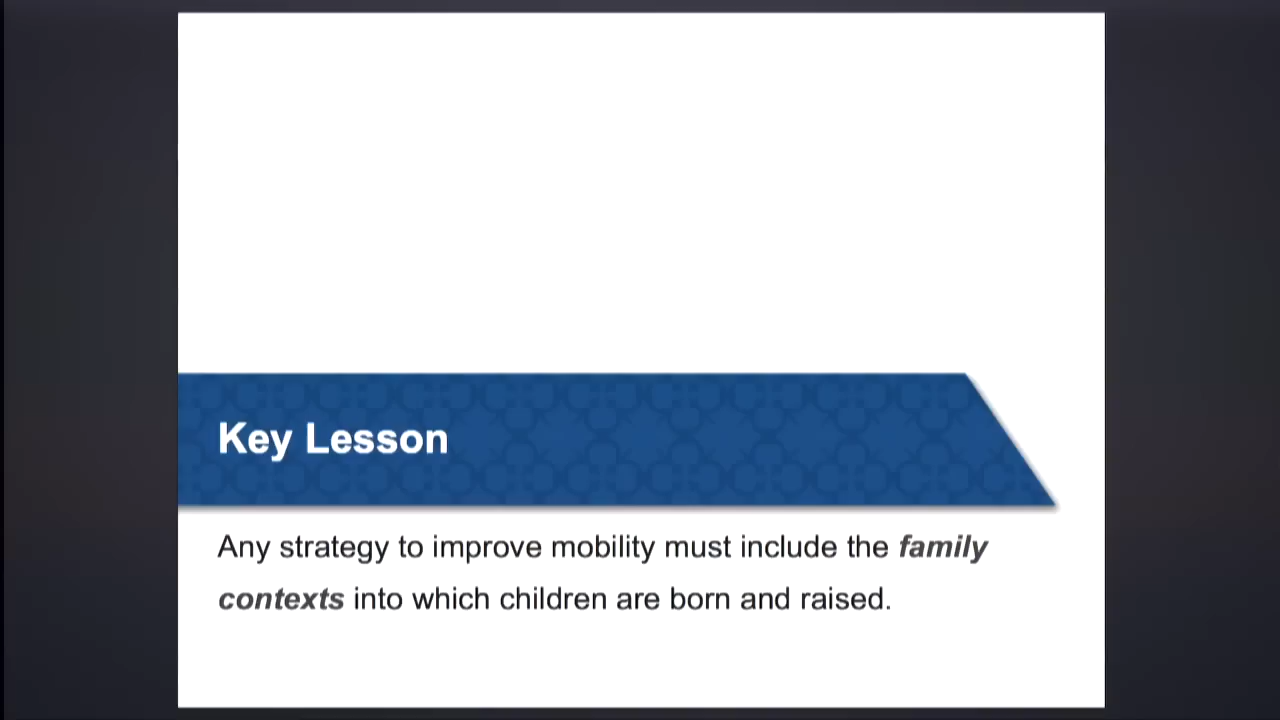 Key Lesson
Any strategy to improve mobility must include the family
contexts into which children are born and raised.